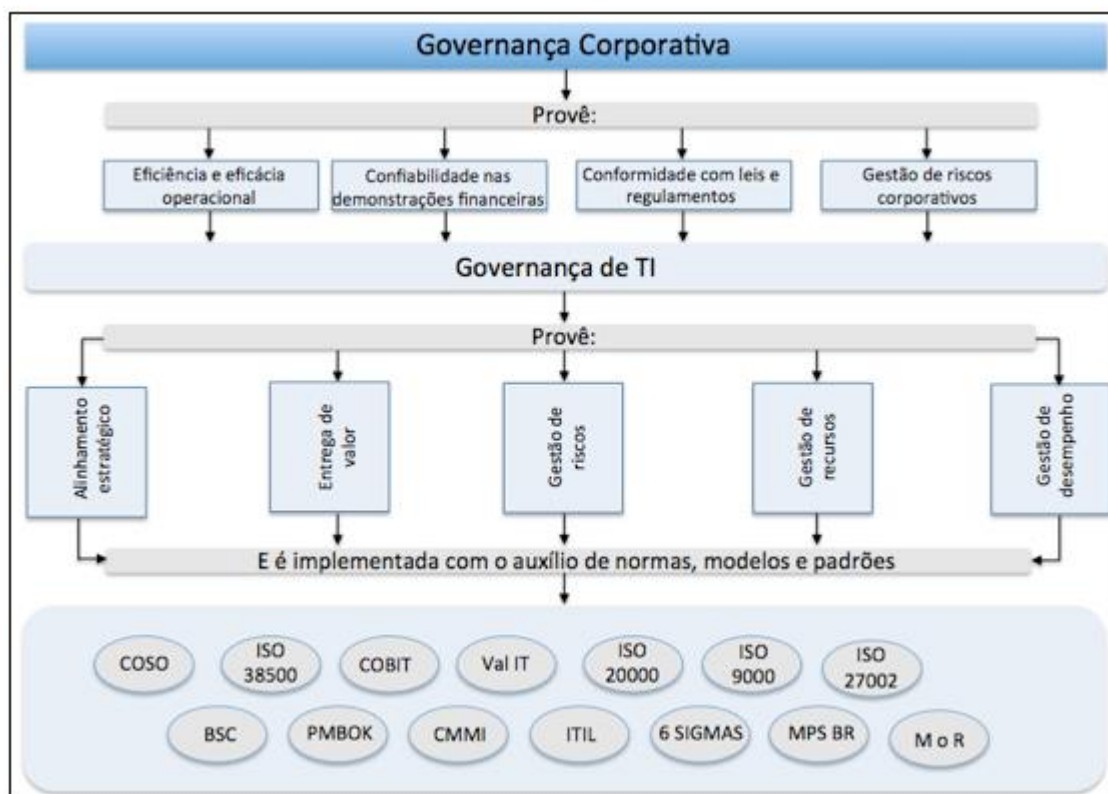 Governança Corporativa
Provê:
Eficiência e eficácia
operacional
Confiabilidade nas
demonstrações financeiras
Conformidade com leis e
regulamentos
Gestão de riscos
corporativos
Governança de TI
Provê:
Alinhamento
estratégico
Entrega de
valor
Gestão de
riscos
Gestão de
recursos
Gestão de
desempenho
E é implementada com o auxílio de normas, modelos e padrões
COSO
ISO
38500
COBIT
Val IT
ISO
20000
ISO
9000
ISO
27002
BSC
PMBOK
CMMI
ITIL
6 SIGMAS
MPS BR
M o R